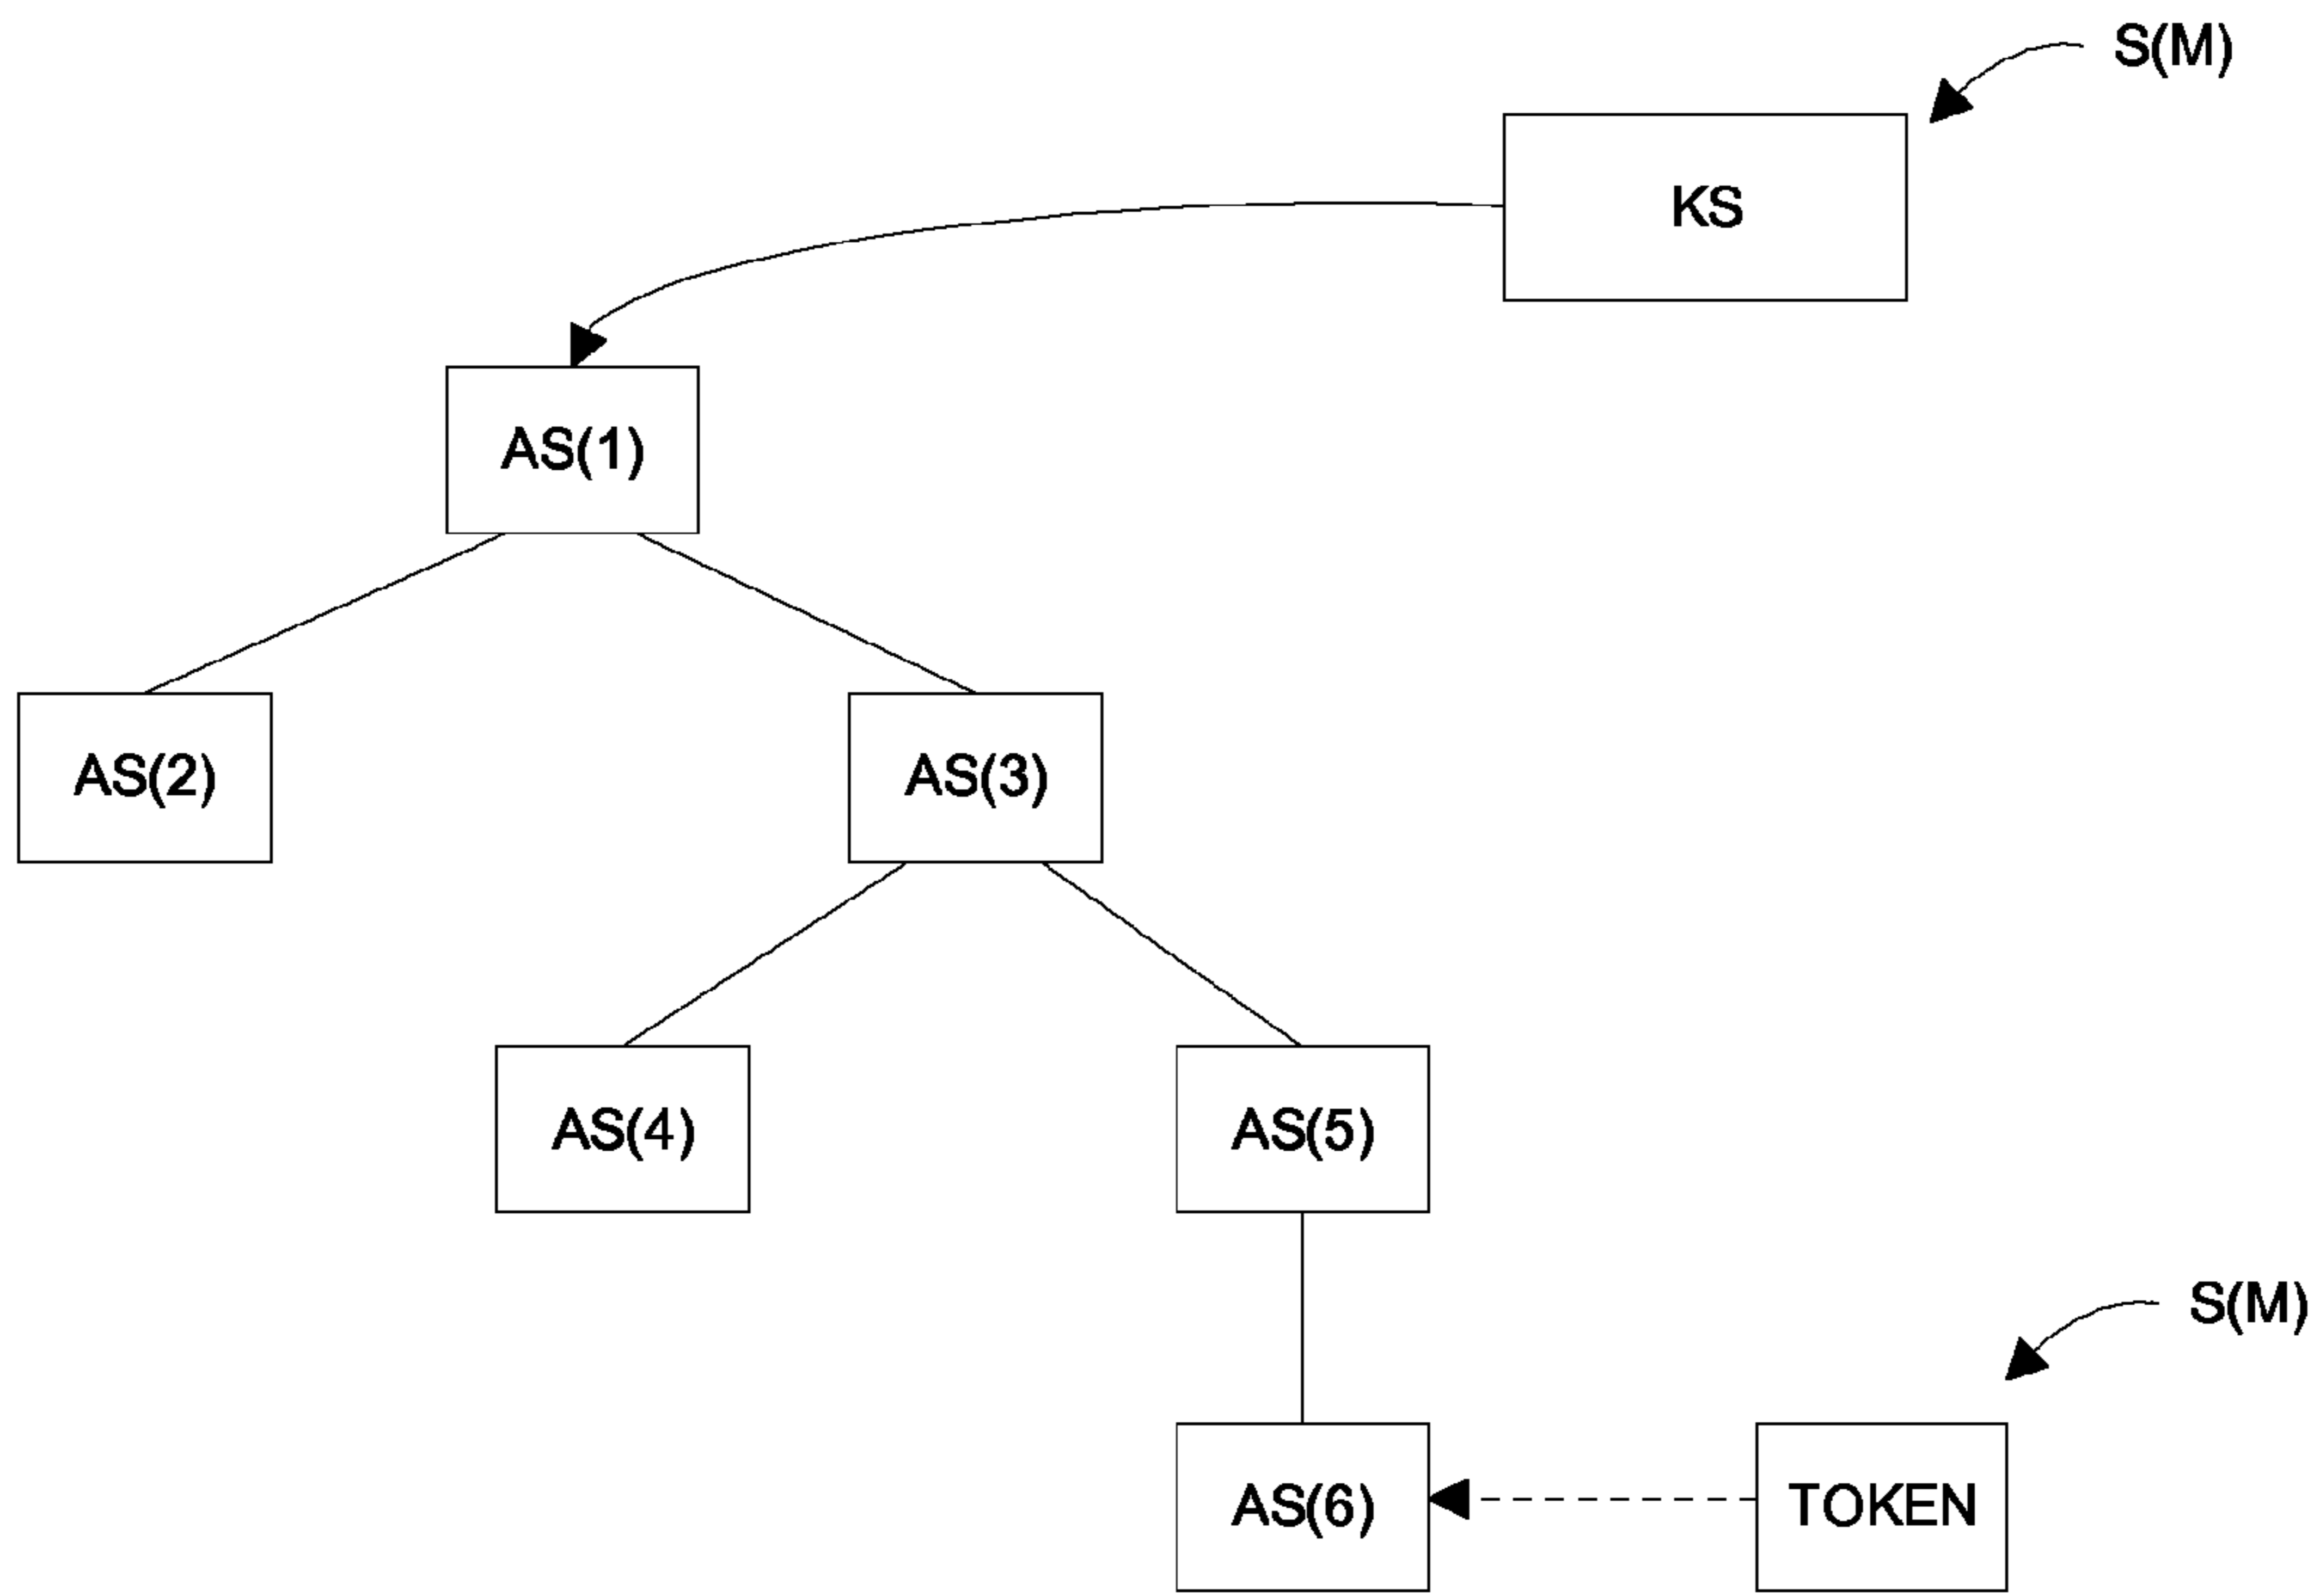 S(M)
KS
AS(1)
AS(2)
AS(3)
AS(4)
AS(5)
S(M)
AS(6)
TOKEN